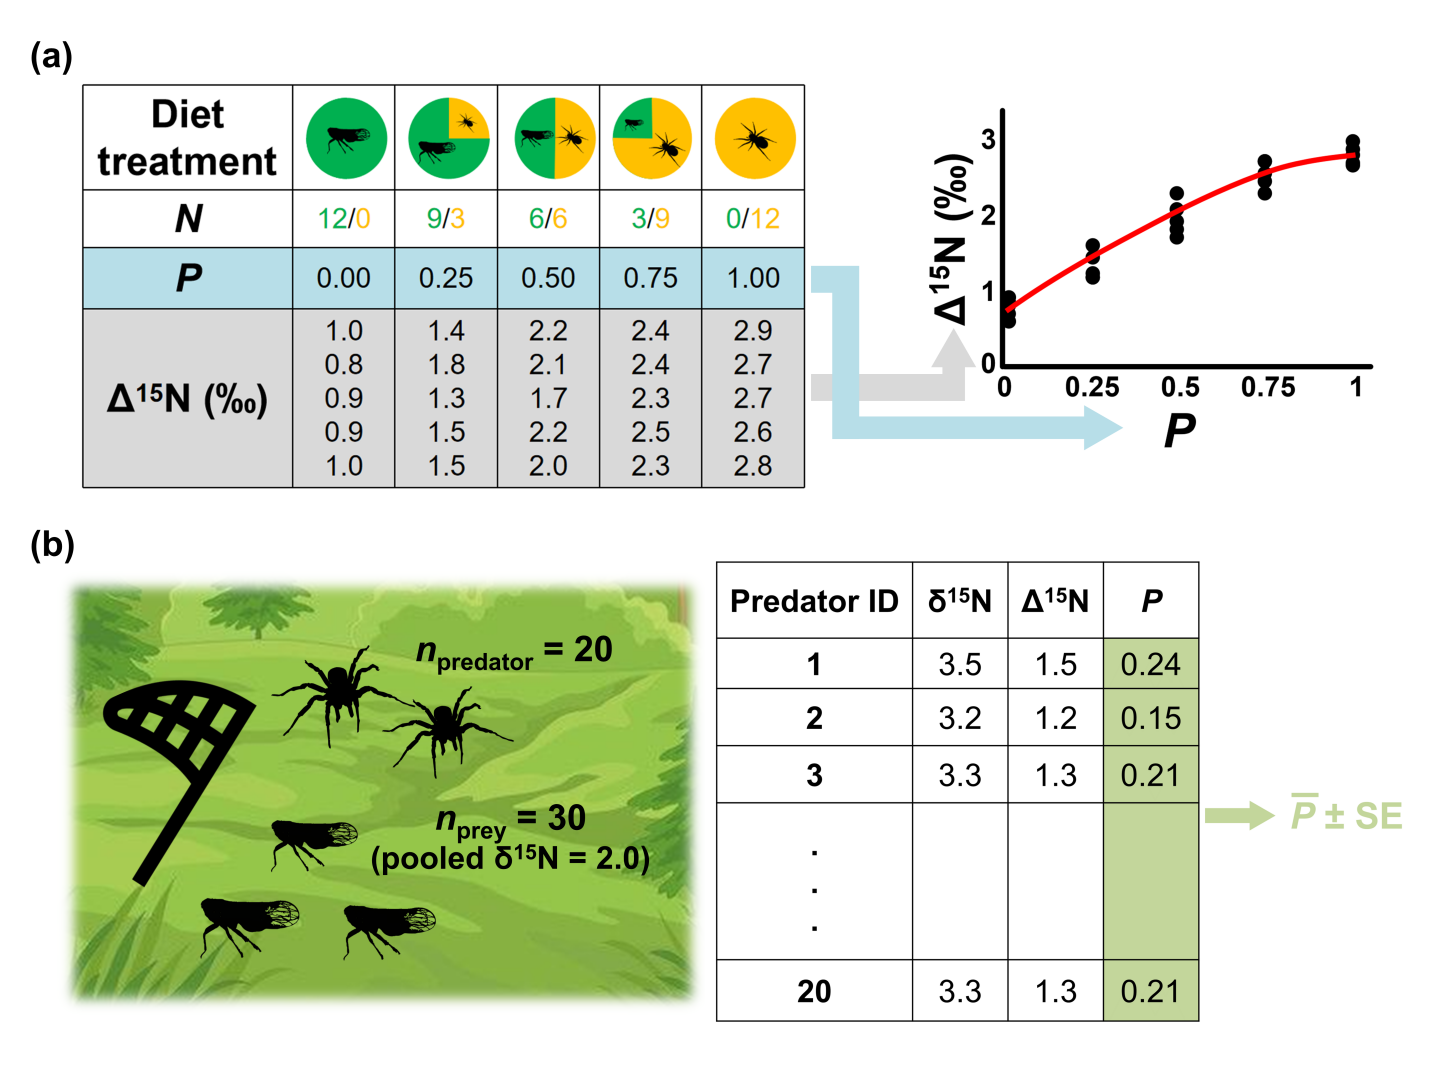 (a)
Diet treatment
N 12/0 9/3 6/6 3/9 0/12
P 0.00 0.25 0.50 0.75 1.00
Δ¹⁵N (‰)
1.0 1.4 2.2 2.4 2.9
0.8 1.8 2.1 2.4 2.7
0.9 1.3 1.7 2.3 2.7
0.9 1.5 2.2 2.5 2.6
1.0 1.5 2.0 2.3 2.8
Δ¹⁵N (‰)
3
2
1
0
0 0.25 0.5 0.75 1
P
(b)
n_predator = 20
n_prey = 30
(pooled δ¹⁵N = 2.0)
Predator ID δ¹⁵N Δ¹⁵N P
1 3.5 1.5 0.24
2 3.2 1.2 0.15
3 3.3 1.3 0.21
.
.
.
20 3.3 1.3 0.21
P̅ ± SE